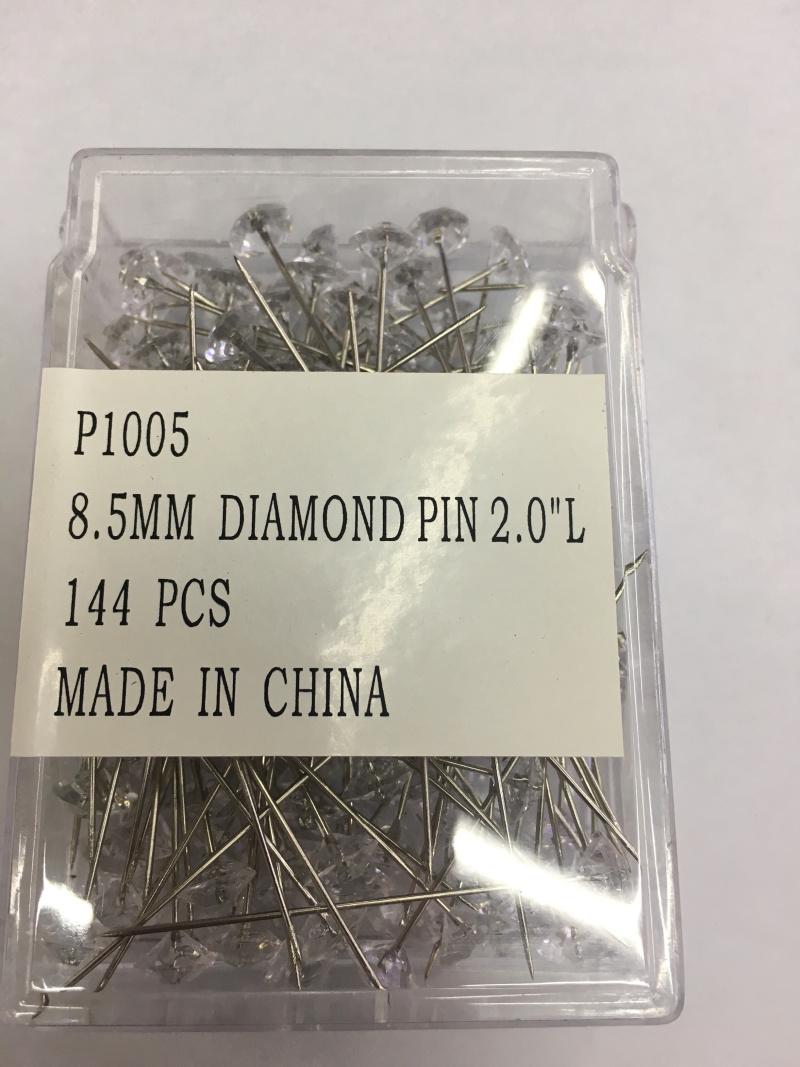 P1005
8.5MM DIAMOND PIN 2.0"L
144 PCS
MADE IN CHINA